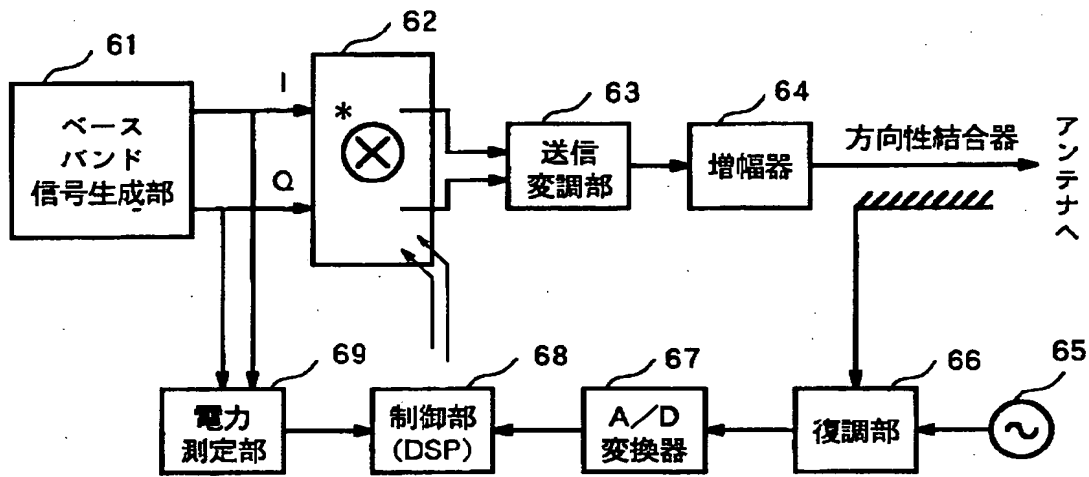 61
ベース
バンド
信号生成部
I
Q
62
*
63
送信
変調部
64
増幅器
方向性結合器
アンテナへ
65
66
復調部
67
A/D
変換器
68
制御部
(DSP)
69
電力
測定部